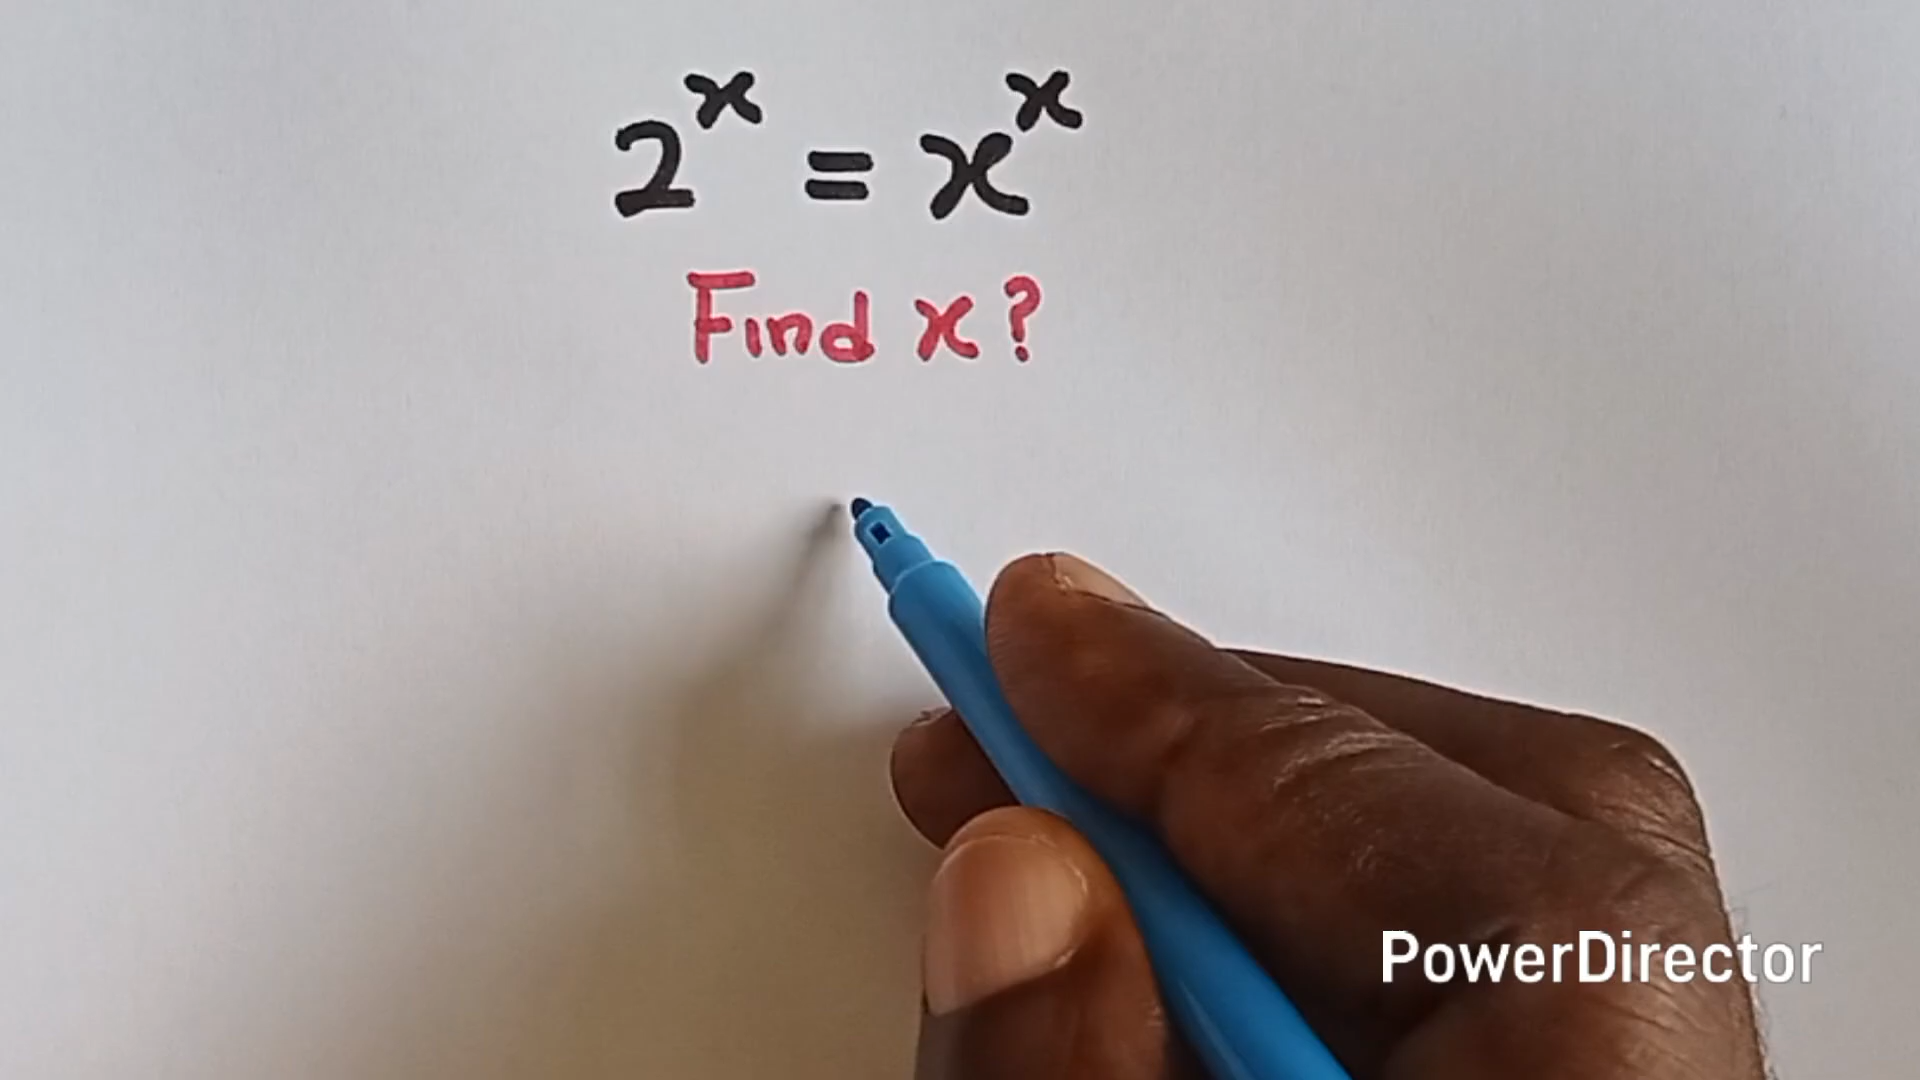 2^x = x^x
Find x?
PowerDirector